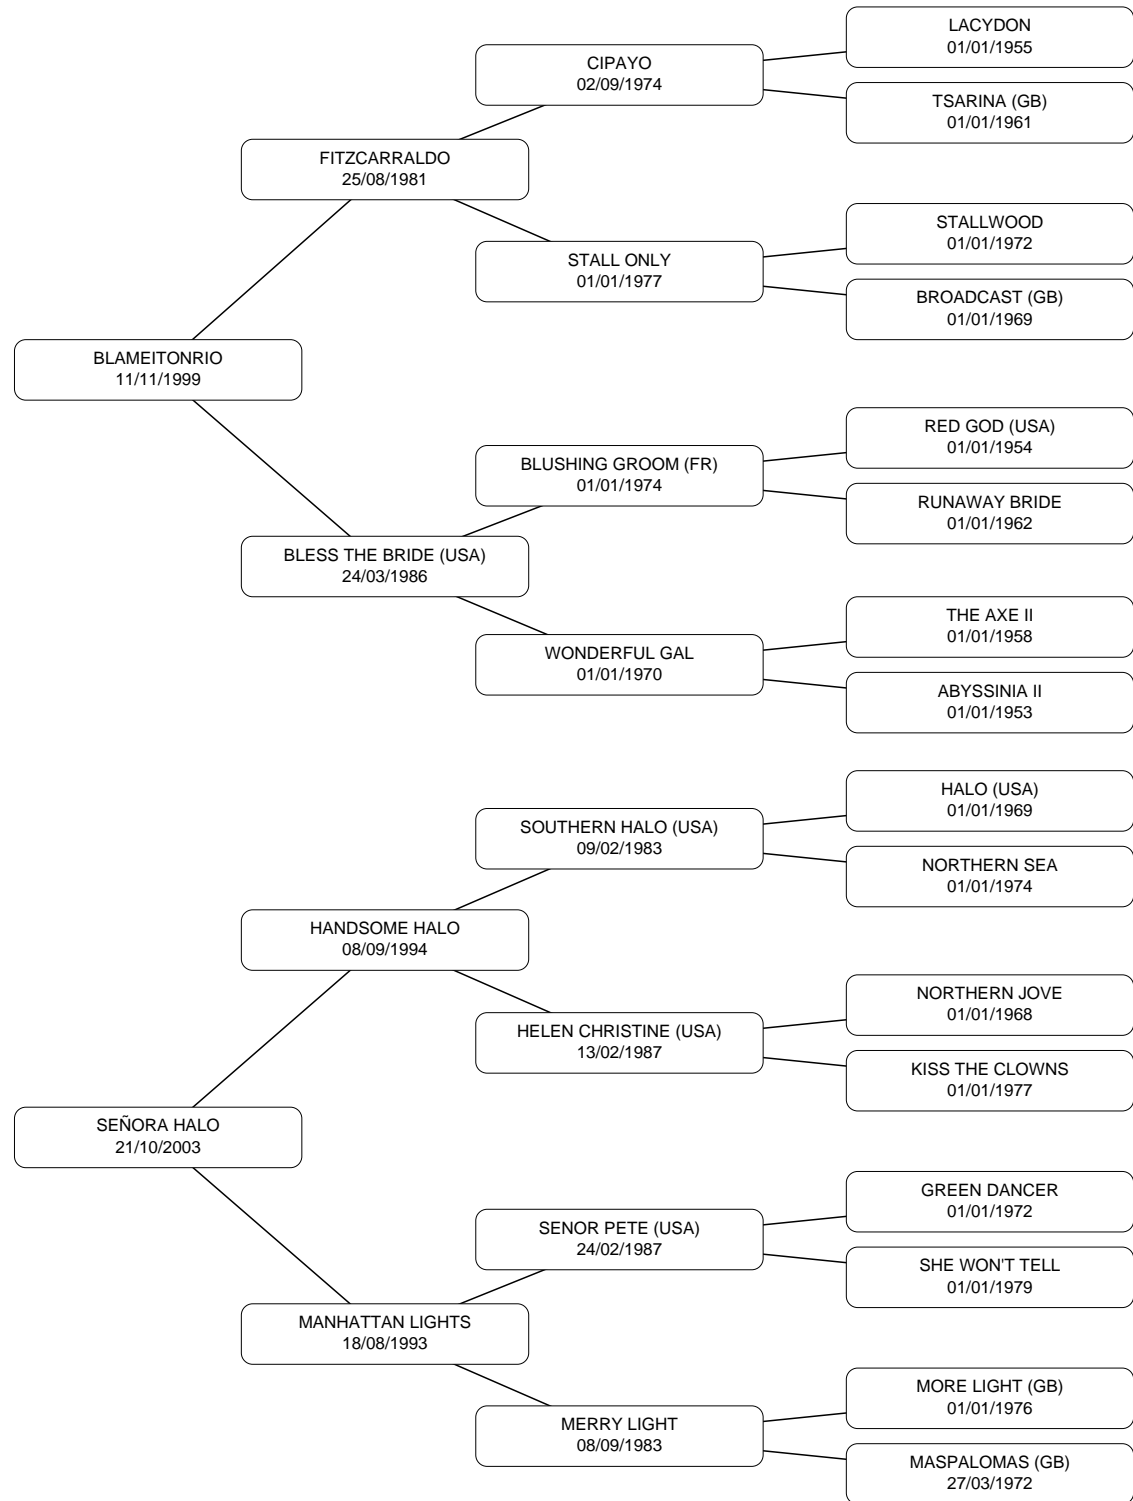 LACYDON
01/01/1955
CIPAYO
02/09/1974
TSARINA (GB)
01/01/1961
FITZCARRALDO
25/08/1981
STALLWOOD
01/01/1972
STALL ONLY
01/01/1977
BROADCAST (GB)
01/01/1969
BLAMEITONRIO
11/11/1999
RED GOD (USA)
01/01/1954
BLUSHING GROOM (FR)
01/01/1974
RUNAWAY BRIDE
01/01/1962
BLESS THE BRIDE (USA)
24/03/1986
THE AXE II
01/01/1958
WONDERFUL GAL
01/01/1970
ABYSSINIA II
01/01/1953
HALO (USA)
01/01/1969
SOUTHERN HALO (USA)
09/02/1983
NORTHERN SEA
01/01/1974
HANDSOME HALO
08/09/1994
NORTHERN JOVE
01/01/1968
HELEN CHRISTINE (USA)
13/02/1987
KISS THE CLOWNS
01/01/1977
SEÑORA HALO
21/10/2003
GREEN DANCER
01/01/1972
SENOR PETE (USA)
24/02/1987
SHE WON'T TELL
01/01/1979
MANHATTAN LIGHTS
18/08/1993
MORE LIGHT (GB)
01/01/1976
MERRY LIGHT
08/09/1983
MASPALOMAS (GB)
27/03/1972